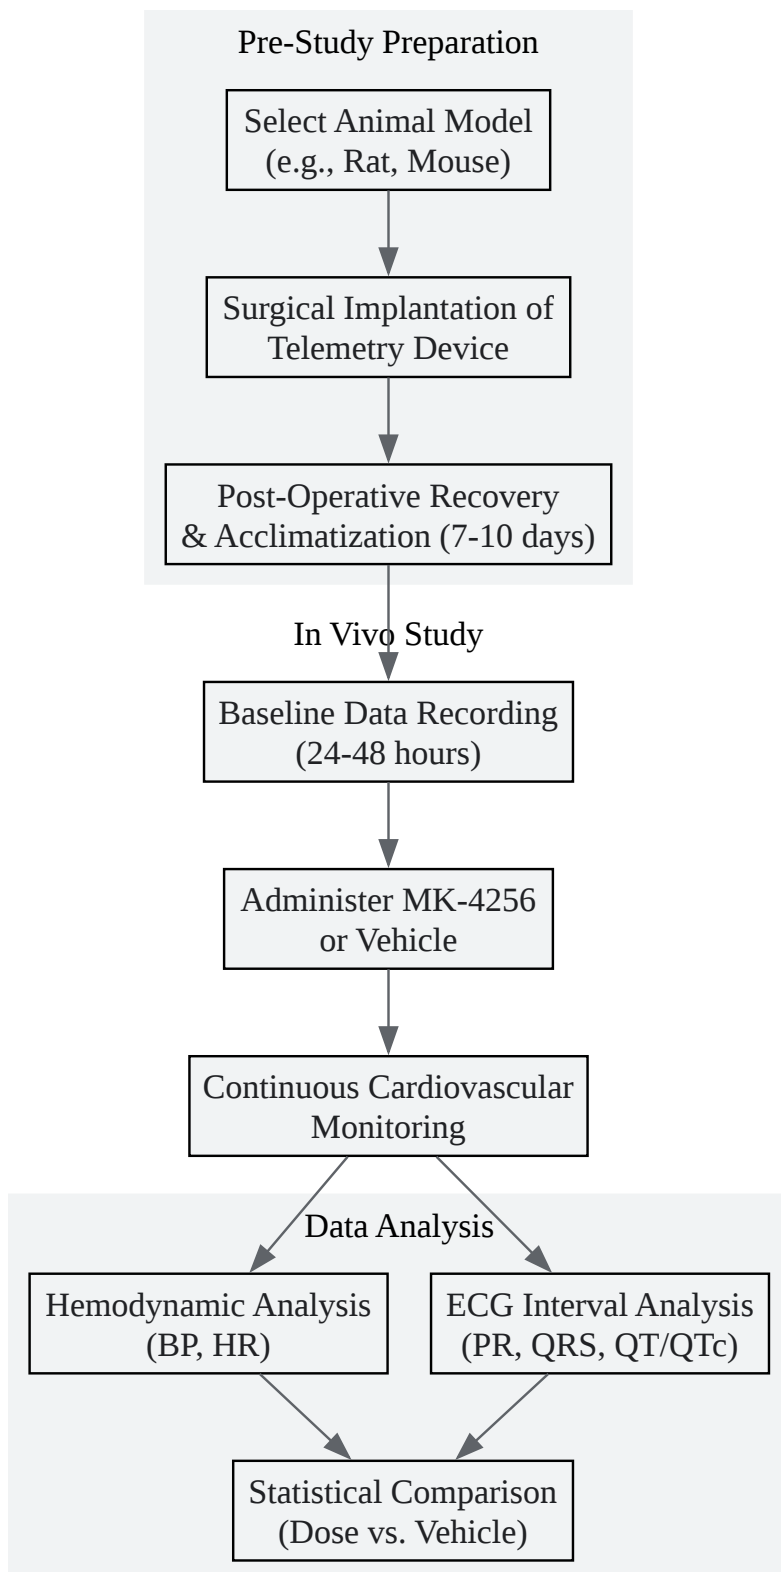 Pre-Study Preparation
Select Animal Model
(e.g., Rat, Mouse)
Surgical Implantation of
Telemetry Device
Post-Operative Recovery
& Acclimatization (7-10 days)
In Vivo Study
Baseline Data Recording
(24-48 hours)
Administer MK-4256
or Vehicle
Continuous Cardiovascular
Monitoring
Data Analysis
Hemodynamic Analysis
(BP, HR)
ECG Interval Analysis
(PR, QRS, QT/QTc)
Statistical Comparison
(Dose vs. Vehicle)